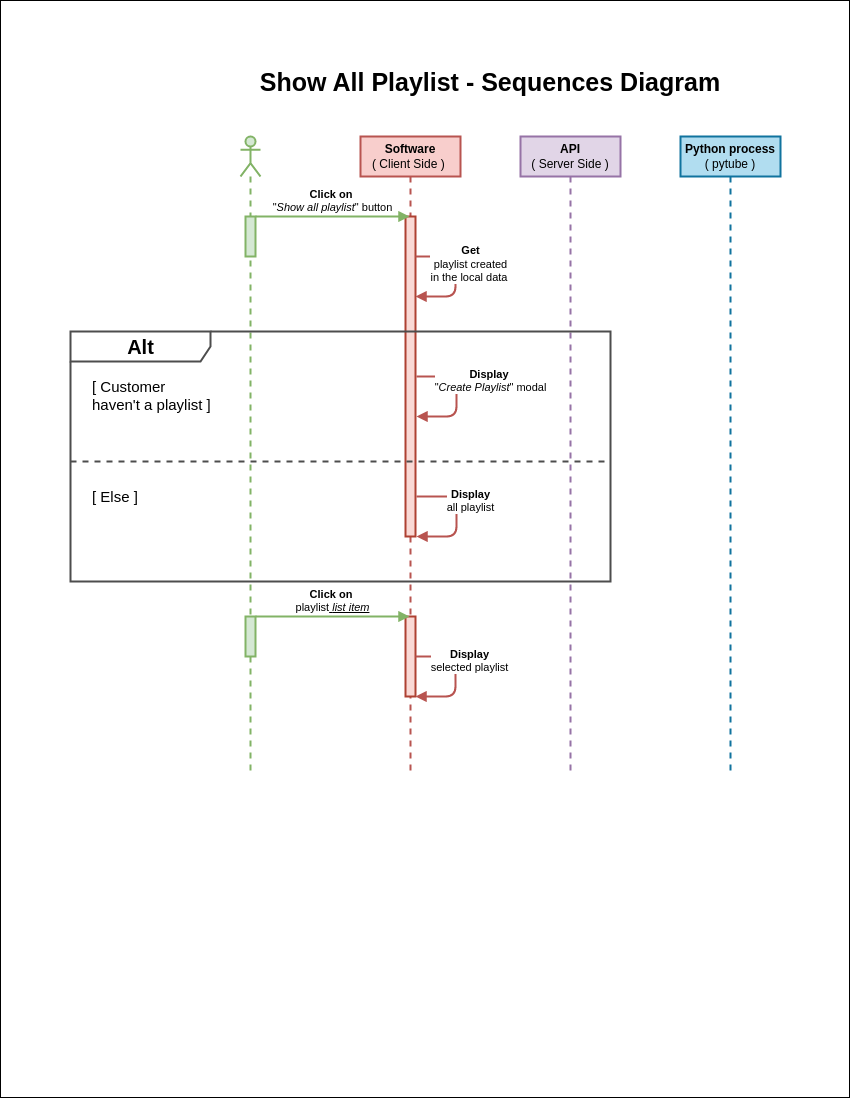 Show All Playlist - Sequences Diagram
Software
( Client Side )
API
( Server Side )
Python process
( pytube )
Click on
"Show all playlist" button
Get
playlist created
in the local data
Alt
[ Customer
haven't a playlist ]
Display
"Create Playlist" modal
[ Else ]
Display
all playlist
Click on
playlist list item
Display
selected playlist